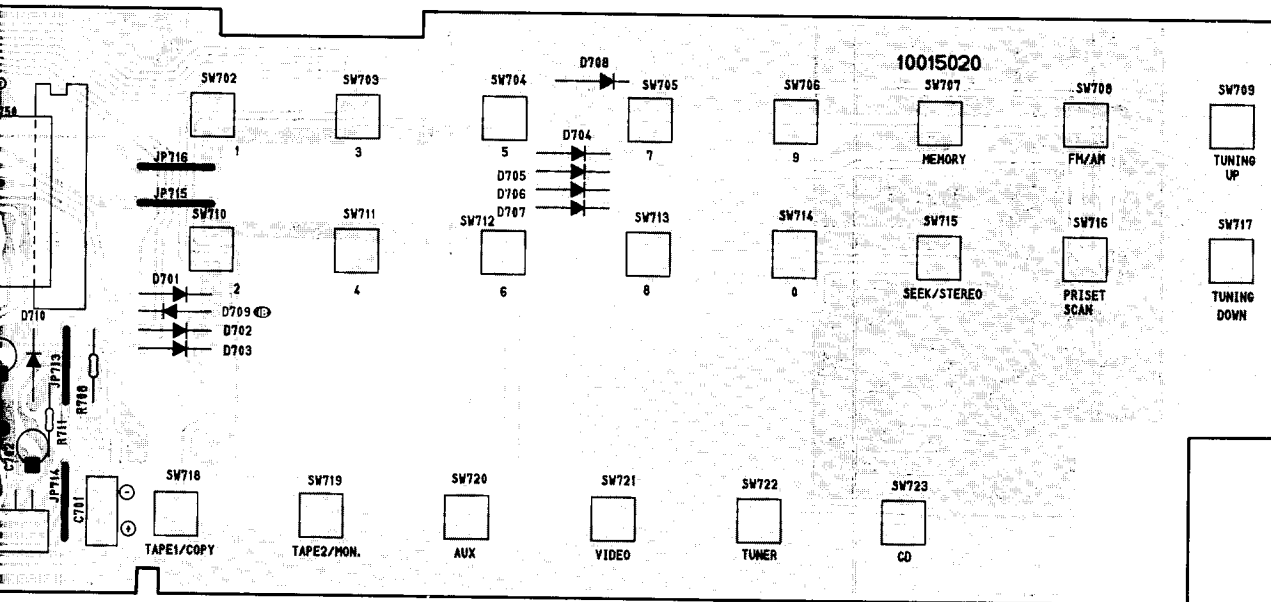 D708
10015020
SW702
SW703
SW704
SW705
SW706
SW707
SW708
SW709
1
3
5
7
9
MEMORY
FM/AM
TUNING
UP
D704
D705
D706
D707
JP716
JP715
SW710
SW711
SW712
SW713
SW714
SW715
SW716
SW717
2
4
6
8
0
SEEK/STEREO
PRISET
SCAN
TUNING
DOWN
D701
D709
D702
D703
D710
JP713
R708
R711
JP714
C701
SW718
SW719
SW720
SW721
SW722
SW723
TAPE1/COPY
TAPE2/MON.
AUX
VIDEO
TUNER
CD